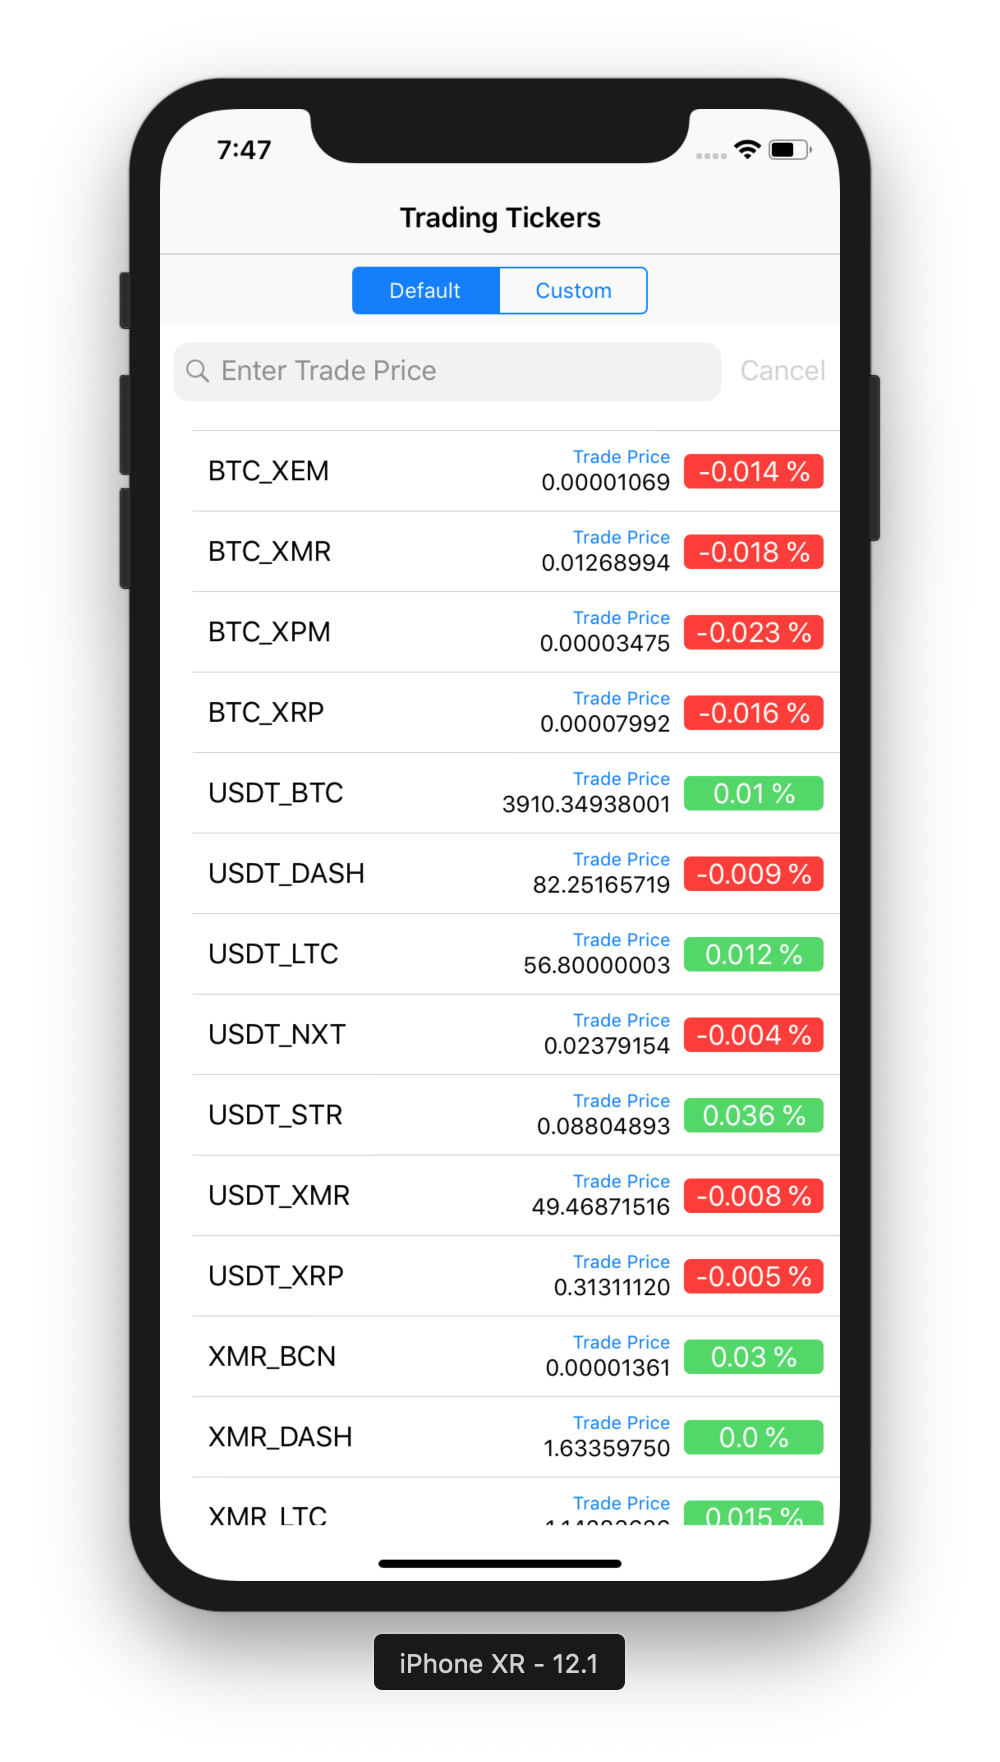 7:47
Trading Tickers
Default Custom
Enter Trade Price Cancel
Trade Price
BTC_XEM 0.00001069 -0.014 %
Trade Price
BTC_XMR 0.01268994 -0.018 %
Trade Price
BTC_XPM 0.00003475 -0.023 %
Trade Price
BTC_XRP 0.00007992 -0.016 %
Trade Price
USDT_BTC 3910.34938001 0.01 %
Trade Price
USDT_DASH 82.25165719 -0.009 %
Trade Price
USDT_LTC 56.80000003 0.012 %
Trade Price
USDT_NXT 0.02379154 -0.004 %
Trade Price
USDT_STR 0.08804893 0.036 %
Trade Price
USDT_XMR 49.46871516 -0.008 %
Trade Price
USDT_XRP 0.31311120 -0.005 %
Trade Price
XMR_BCN 0.00001361 0.03 %
Trade Price
XMR_DASH 1.63359750 0.0 %
Trade Price
XMR_LTC 0.015 %
iPhone XR - 12.1